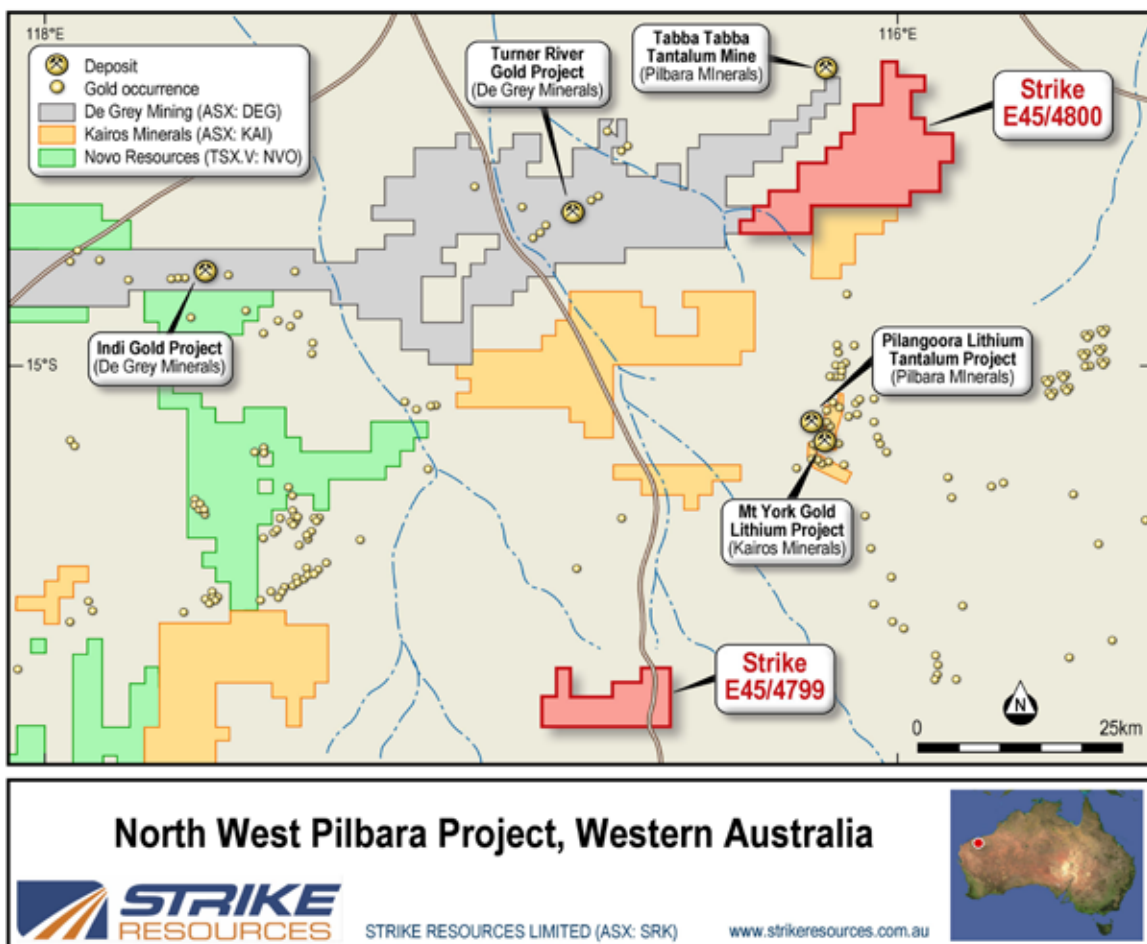 118°E
116°E
Deposit
Gold occurrence
De Grey Mining (ASX: DEG)
Kairos Minerals (ASX: KAI)
Novo Resources (TSX.V: NVO)
Turner River
Gold Project
(De Grey Minerals)
Tabba Tabba
Tantalum Mine
(Pilbara MInerals)
Strike
E45/4800
Indi Gold Project
(De Grey Minerals)
15°S
Pilangoora Lithium
Tantalum Project
(Pilbara MInerals)
Mt York Gold
Lithium Project
(Kairos Minerals)
Strike
E45/4799
N
0 25km
North West Pilbara Project, Western Australia
STRIKE
RESOURCES
STRIKE RESOURCES LIMITED (ASX: SRK) www.strikeresources.com.au